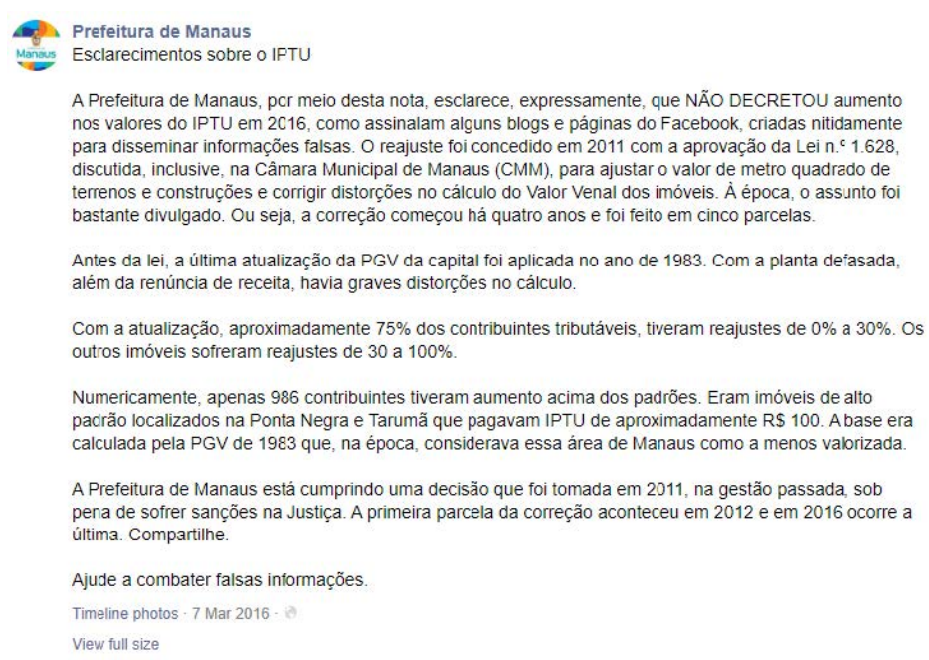 Manaus
Prefeitura de Manaus
Esclarecimentos sobre o IPTU
A Prefeitura de Manaus, por meio desta nota, esclarece, expressamente, que NÃO DECRETOU aumento
nos valores do IPTU em 2016, como assinalam alguns blogs e páginas do Facebook, criadas nitidamente
para disseminar informações falsas. O reajuste foi concedido em 2011 com a aprovação da Lei n.º 1.628,
discutida, inclusive, na Câmara Municipal de Manaus (CMM), para ajustar o valor de metro quadrado de
terrenos e construções e corrigir distorções no cálculo do Valor Venal dos imóveis. À época, o assunto foi
bastante divulgado. Ou seja, a correção começou há quatro anos e foi feito em cinco parcelas.
Antes da lei, a última atualização da PGV da capital foi aplicada no ano de 1983. Com a planta defasada,
além da renúncia de receita, havia graves distorções no cálculo.
Com a atualização, aproximadamente 75% dos contribuintes tributáveis, tiveram reajustes de 0% a 30%. Os
outros imóveis sofreram reajustes de 30 a 100%.
Numericamente, apenas 986 contribuintes tiveram aumento acima dos padrões. Eram imóveis de alto
padrão localizados na Ponta Negra e Tarumã que pagavam IPTU de aproximadamente R$ 100. A base era
calculada pela PGV de 1983 que, na época, considerava essa área de Manaus como a menos valorizada.
A Prefeitura de Manaus está cumprindo uma decisão que foi tomada em 2011, na gestão passada, sob
pena de sofrer sanções na Justiça. A primeira parcela da correção aconteceu em 2012 e em 2016 ocorre a
última. Compartilhe.
Ajude a combater falsas informações.
Timeline photos · 7 Mar 2016 ·
View full size